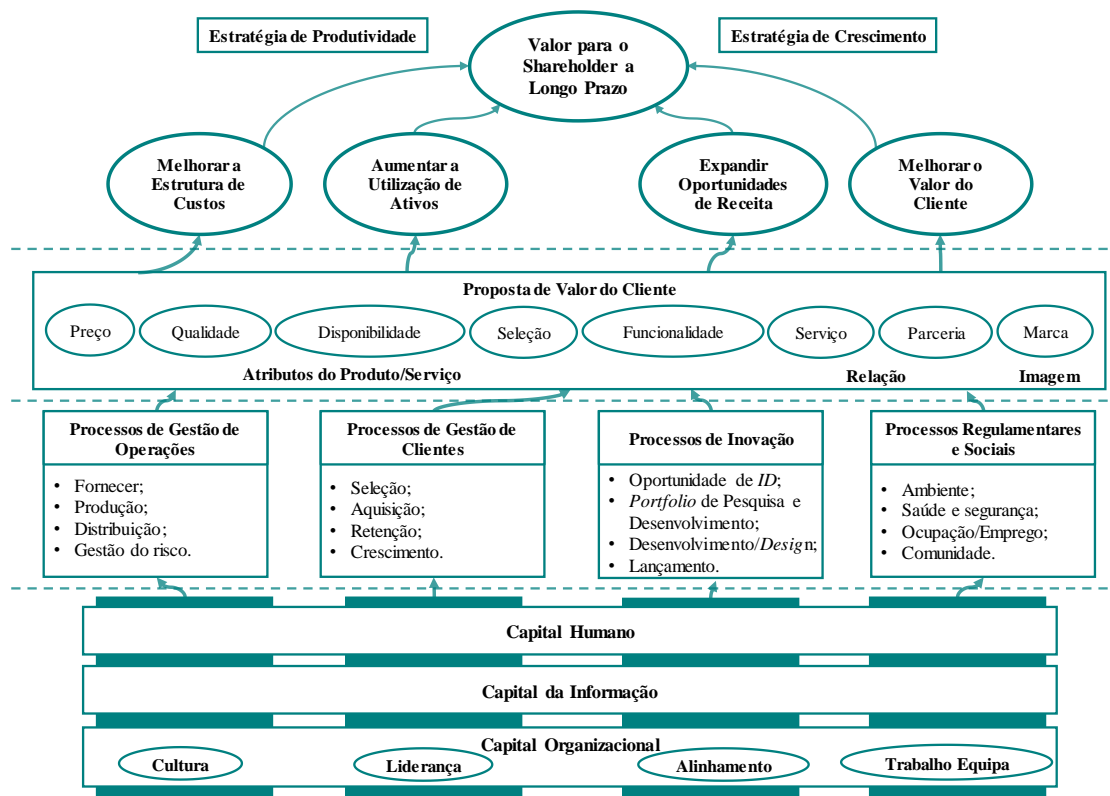 Estratégia de Produtividade
Valor para o
Shareholder a
Longo Prazo
Estratégia de Crescimento
Melhorar a
Estrutura de
Custos
Aumentar a
Utilização de
Ativos
Expandir
Oportunidades
de Receita
Melhorar o
Valor do
Cliente
Proposta de Valor do Cliente
Preço
Qualidade
Disponibilidade
Seleção
Funcionalidade
Serviço
Parceria
Marca
Atributos do Produto/Serviço
Relação
Imagem
Processos de Gestão de
Operações
• Fornecer;
• Produção;
• Distribuição;
• Gestão do risco.
Processos de Gestão de
Clientes
• Seleção;
• Aquisição;
• Retenção;
• Crescimento.
Processos de Inovação
• Oportunidade de ID;
• Portfolio de Pesquisa e
Desenvolvimento;
• Desenvolvimento/Design;
• Lançamento.
Processos Regulamentares
e Sociais
• Ambiente;
• Saúde e segurança;
• Ocupação/Emprego;
• Comunidade.
Capital Humano
Capital da Informação
Capital Organizacional
Cultura
Liderança
Alinhamento
Trabalho Equipa